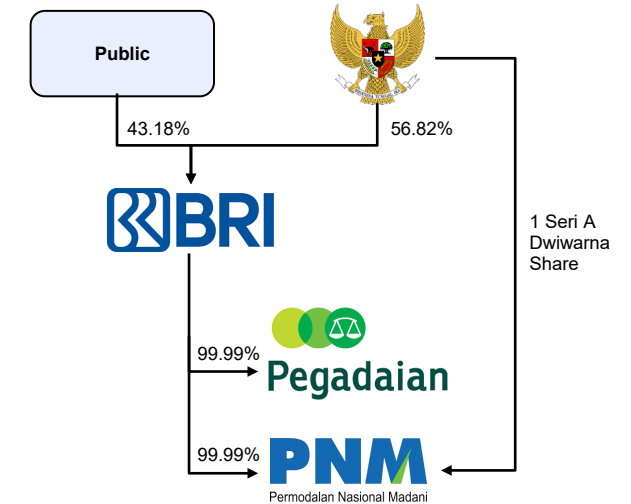 Public
43.18%
56.82%
BRI
1 Seri A
Dwiwarna
Share
99.99%
Pegadaian
99.99%
PNM
Permodalan Nasional Madani